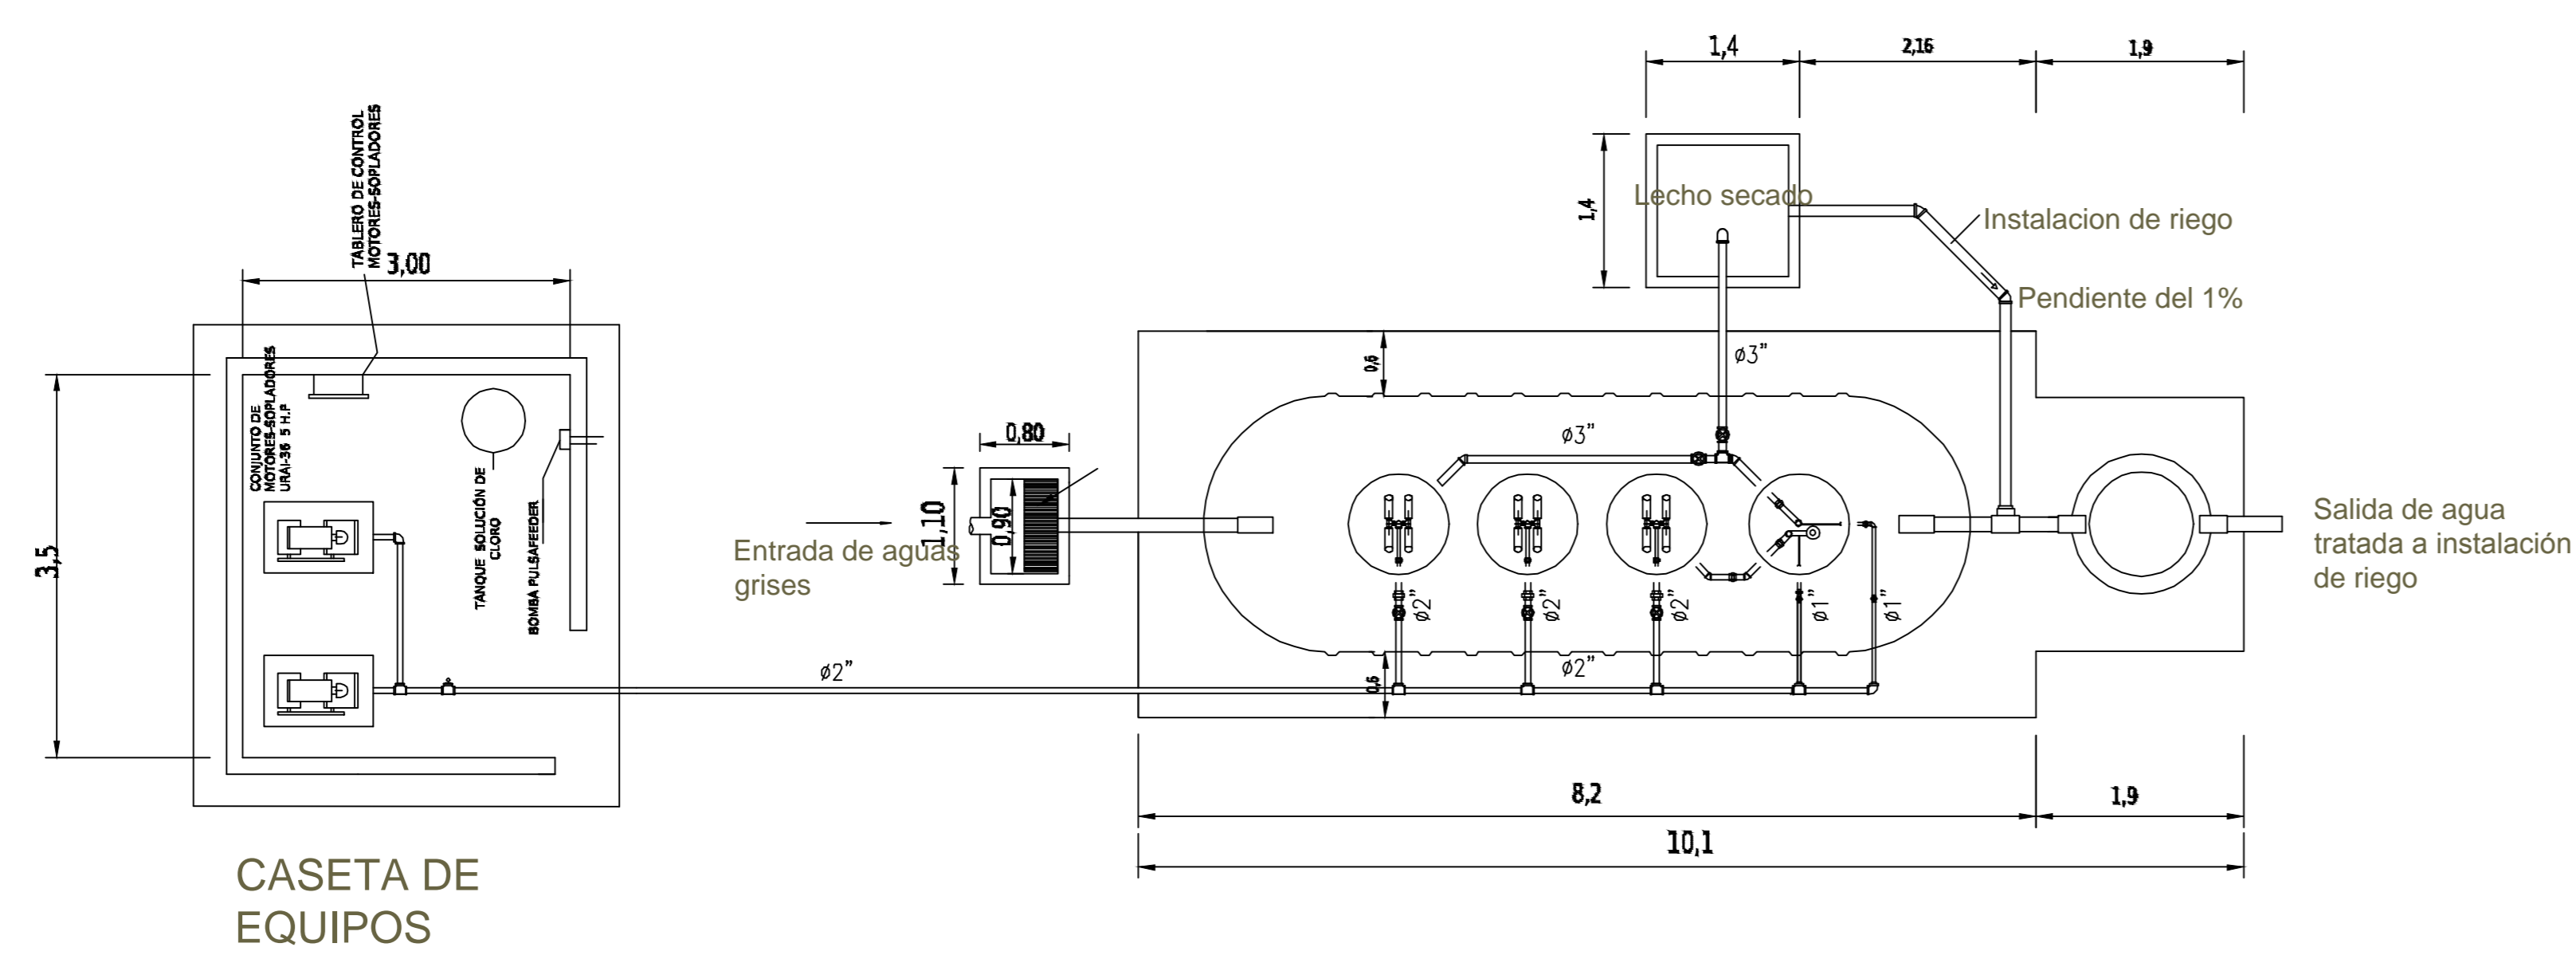 1,4
2,16
1,9
TABLERO DE CONTROL
MOTORES-SOPLADORES
3,00
1,4
Lecho secado
Instalacion de riego
Pendiente del 1%
CONJUNTO DE
MOTORES-SOPLADORES
URAI-36 5 H.P
3,5
TANQUE SOLUCIÓN DE
CLORO
BOMBA PULSAFEEDER
0,80
1,10
0,90
Entrada de aguas
grises
0,6
ø3”
ø3”
ø2”
ø2”
ø2”
ø1”
ø1”
Salida de agua
tratada a instalación
de riego
ø2”
ø2”
0,6
8,2
1,9
10,1
CASETA DE
EQUIPOS